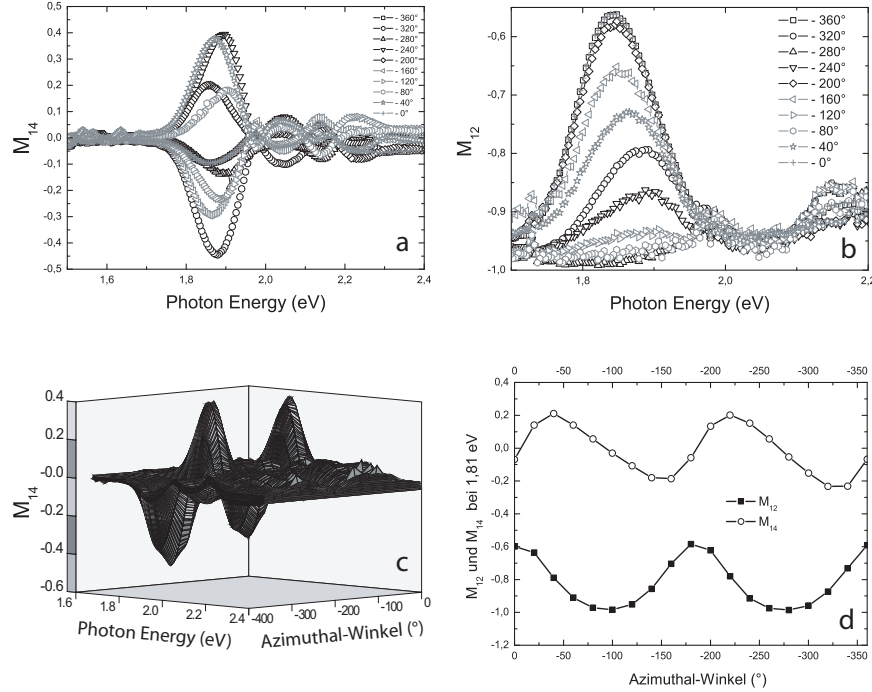 0,5
0,4
0,3
0,2
0,1
0,0
-0,1
-0,2
-0,3
-0,4
-0,5
M14
1,6 1,8 2,0 2,2 2,4
Photon Energy (eV)
- 360°
- 320°
- 280°
- 240°
- 200°
- 160°
- 120°
- 80°
- 40°
- 0°
a
-0,6
-0,7
-0,8
-0,9
-1,0
M12
1,8 2,0 2,2
Photon Energy (eV)
- 360°
- 320°
- 280°
- 240°
- 200°
- 160°
- 120°
- 80°
- 40°
- 0°
b
0.4
0.2
-0.0
-0.2
-0.4
-0.6
M14
1.6 1.8 2.0 2.2 2.4
Photon Energy (eV)
-400 -300 -200 -100 0
Azimuthal-Winkel (°)
c
0 -50 -100 -150 -200 -250 -300 -350
0,4
0,2
0,0
-0,2
-0,4
-0,6
-0,8
-1,0
-1,2
M12 und M14 bei 1,81 eV
M12
M14
d
0 -50 -100 -150 -200 -250 -300 -350
Azimuthal-Winkel (°)